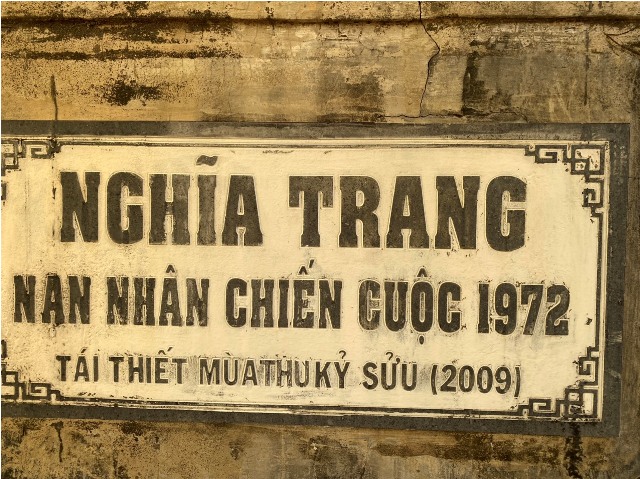 NGHĨA TRANG
NẠN NHÂN CHIẾN CUỘC 1972
TÁI THIẾT MÙA THU KỶ SỬU (2009)